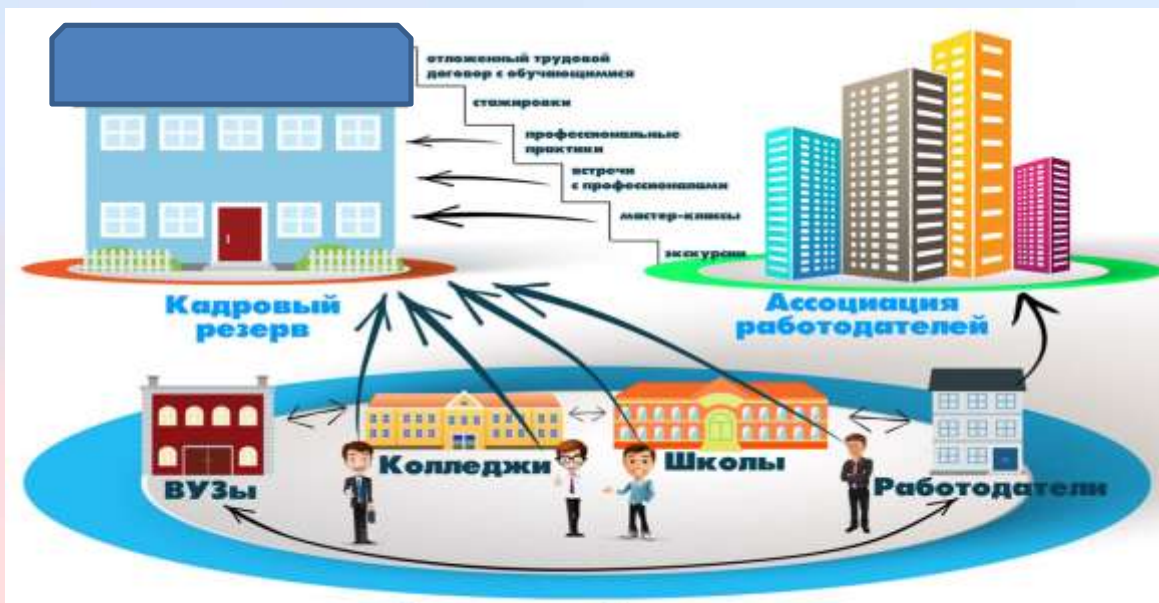 отложенный трудовой
договор с обучающимися
стажировки
профессиональные
практики
встречи
с профессионалами
мастер-классы
экскурсии
Кадровый
резерв
Ассоциация
работодателей
ВУЗы
Колледжи
Школы
Работодатели